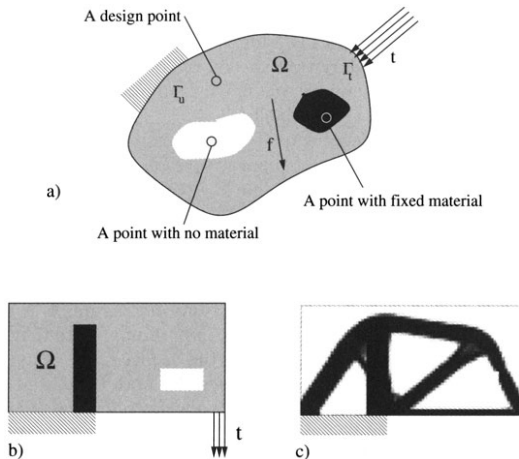 A design point
Ω
t
Γu
Γt
f
a)
A point with fixed material
A point with no material
Ω
b)
t
c)